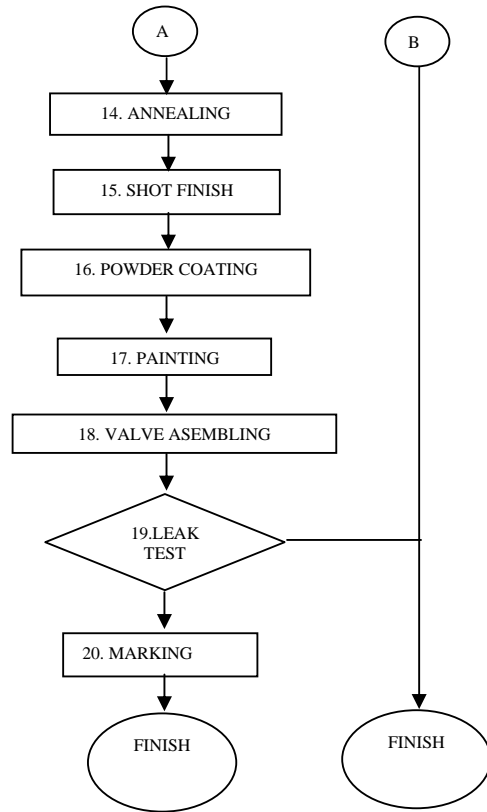 A
B
14. ANNEALING
15. SHOT FINISH
16. POWDER COATING
17. PAINTING
18. VALVE ASEMBLING
19.LEAK
TEST
20. MARKING
FINISH
FINISH